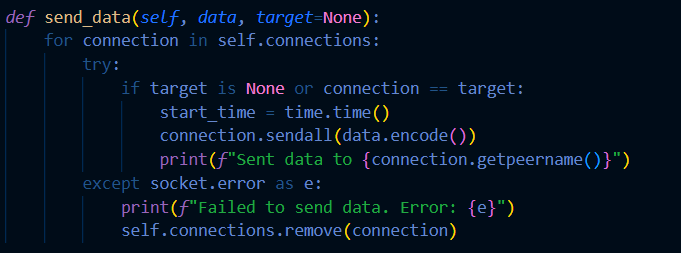 def send_data(self, data, target=None):
    for connection in self.connections:
        try:
            if target is None or connection == target:
                start_time = time.time()
                connection.sendall(data.encode())
                print(f"Sent data to {connection.getpeername()}")
        except socket.error as e:
            print(f"Failed to send data. Error: {e}")
            self.connections.remove(connection)